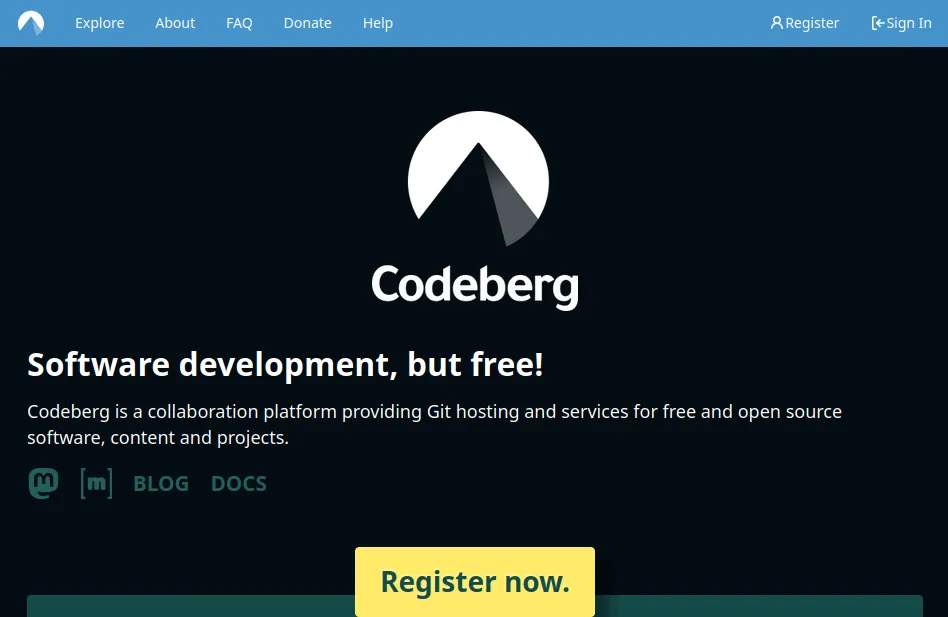 Explore About FAQ Donate Help Register Sign In
Codeberg
Software development, but free!
Codeberg is a collaboration platform providing Git hosting and services for free and open source
software, content and projects.
[m] BLOG DOCS
Register now.